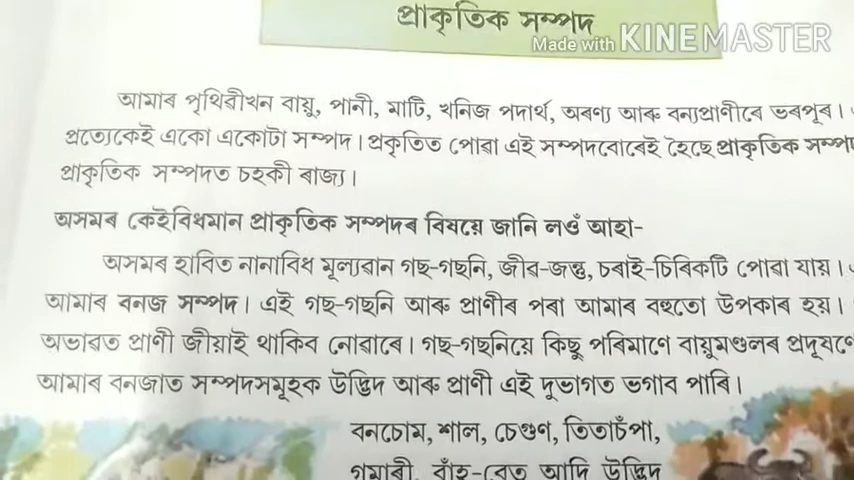 প্ৰাকৃতিক সম্পদ
Made with KINEMASTER
আমাৰ পৃথিৱীখন বায়ু, পানী, মাটি, খনিজ পদাৰ্থ, অৰণ্য আৰু বন্যপ্ৰাণীৰে ভৰপূৰ।
প্ৰত্যেকেই একো একোটা সম্পদ। প্ৰকৃতিত পোৱা এই সম্পদবোৰেই হৈছে প্ৰাকৃতিক
প্ৰাকৃতিক সম্পদত চহকী ৰাজ্য।
অসমৰ কেইবিধমান প্ৰাকৃতিক সম্পদৰ বিষয়ে জানি লওঁ আহা-
অসমৰ হাবিত নানাবিধ মূল্যৱান গছ-গছনি, জীৱ-জন্তু, চৰাই-চিৰিকটি পোৱা যায়।
আমাৰ বনজ সম্পদ। এই গছ-গছনি আৰু প্ৰাণীৰ পৰা আমাৰ বহুতো উপকাৰ হয়।
অভাৱত প্ৰাণী জীয়াই থাকিব নোৱাৰে। গছ-গছনিয়ে কিছু পৰিমাণে বায়ুমণ্ডলৰ
আমাৰ বনজাত সম্পদসমূহক উদ্ভিদ আৰু প্ৰাণী এই দুভাগত ভগাব পাৰি।
বনচোম, শাল, চেগুণ, তিতাচঁপা,
গমাৰী, বাঁহ-বেত আদি উদ্ভিদ